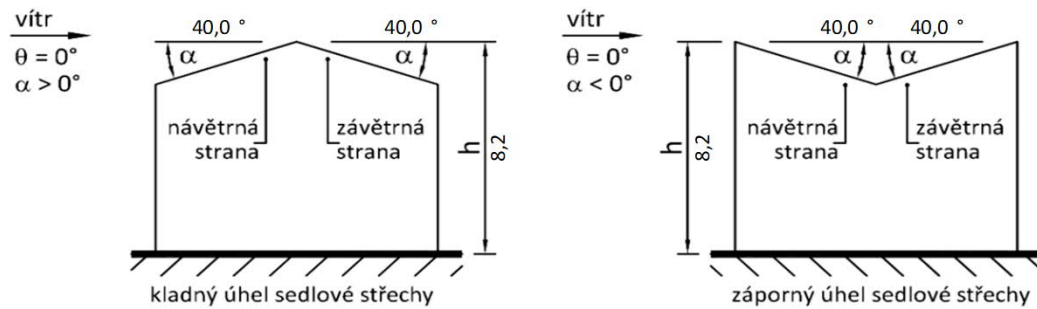 vítr
θ = 0°
α > 0°
40,0 °
40,0 °
α
α
návětrná
strana
závětrná
strana
h
8,2
kladný úhel sedlové střechy
vítr
θ = 0°
α < 0°
40,0 °
40,0 °
α
α
návětrná
strana
závětrná
strana
h
8,2
záporný úhel sedlové střechy